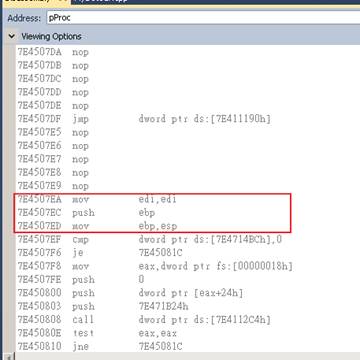 Address: pProc
Viewing Options
7E4507DA nop
7E4507DB nop
7E4507DC nop
7E4507DD nop
7E4507DE nop
7E4507DF jmp dword ptr ds:[7E411190h]
7E4507E5 nop
7E4507E6 nop
7E4507E7 nop
7E4507E8 nop
7E4507E9 nop
7E4507EA mov edi,edi
7E4507EC push ebp
7E4507ED mov ebp,esp
7E4507EF cmp dword ptr ds:[7E4714BCh],0
7E4507F6 je 7E45081C
7E4507F8 mov eax,dword ptr fs:[00000018h]
7E4507FE push 0
7E450800 push dword ptr [eax+24h]
7E450803 push 7E471B24h
7E450808 call dword ptr ds:[7E4112C4h]
7E45080E test eax,eax
7E450810 jne 7E45081C